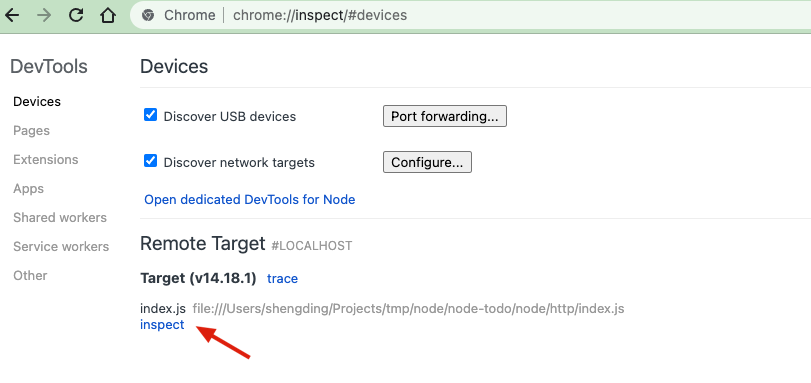 Chrome | chrome://inspect/#devices
DevTools
Devices
Pages
Extensions
Apps
Shared workers
Service workers
Other
Devices
Discover USB devices
Port forwarding...
Discover network targets
Configure...
Open dedicated DevTools for Node
Remote Target #LOCALHOST
Target (v14.18.1) trace
index.js file:///Users/shengding/Projects/tmp/node/node-todo/node/http/index.js
inspect